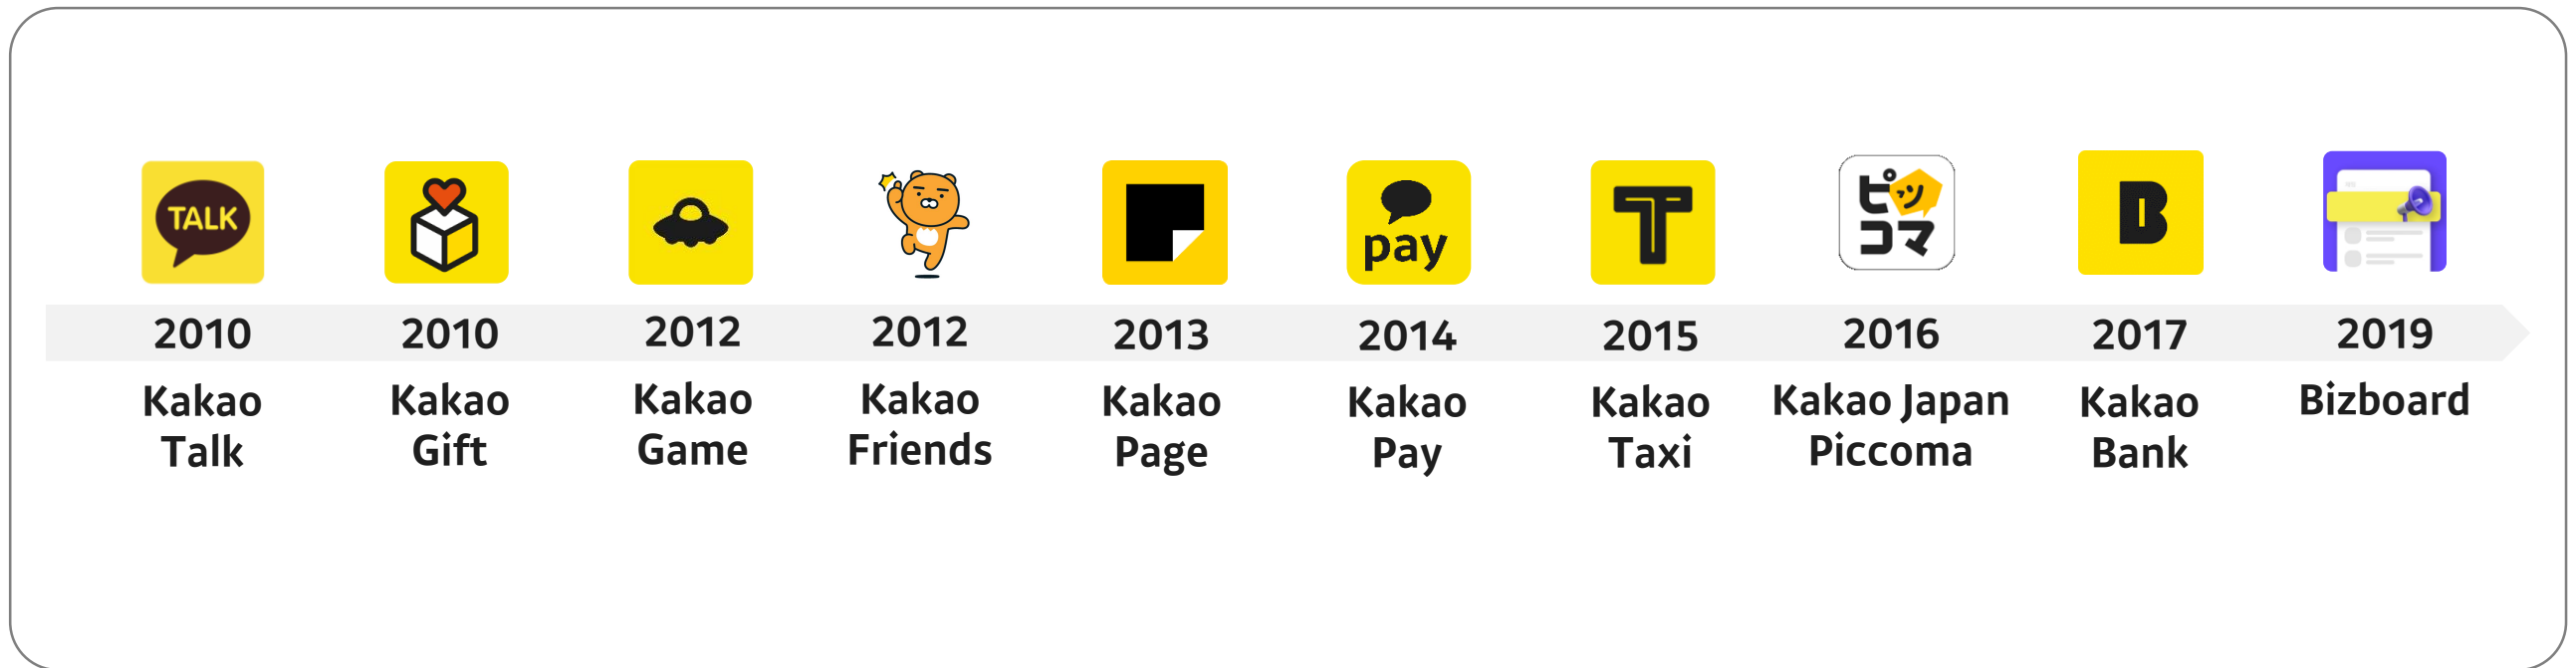 TALK
pay
T
ピッ
コマ
B
2010
2010
2012
2012
2013
2014
2015
2016
2017
2019
Kakao
Talk
Kakao
Gift
Kakao
Game
Kakao
Friends
Kakao
Page
Kakao
Pay
Kakao
Taxi
Kakao Japan
Piccoma
Kakao
Bank
Bizboard